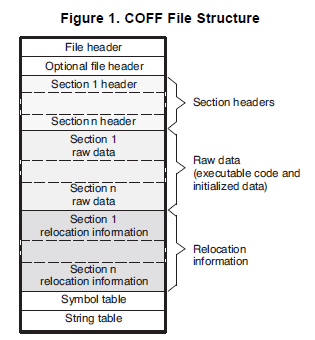 Figure 1. COFF File Structure
File header
Optional file header
Section 1 header
Section n header
Section headers
Section 1
raw data
Section n
raw data
Raw data
(executable code and
initialized data)
Section 1
relocation information
Section n
relocation information
Relocation
information
Symbol table
String table